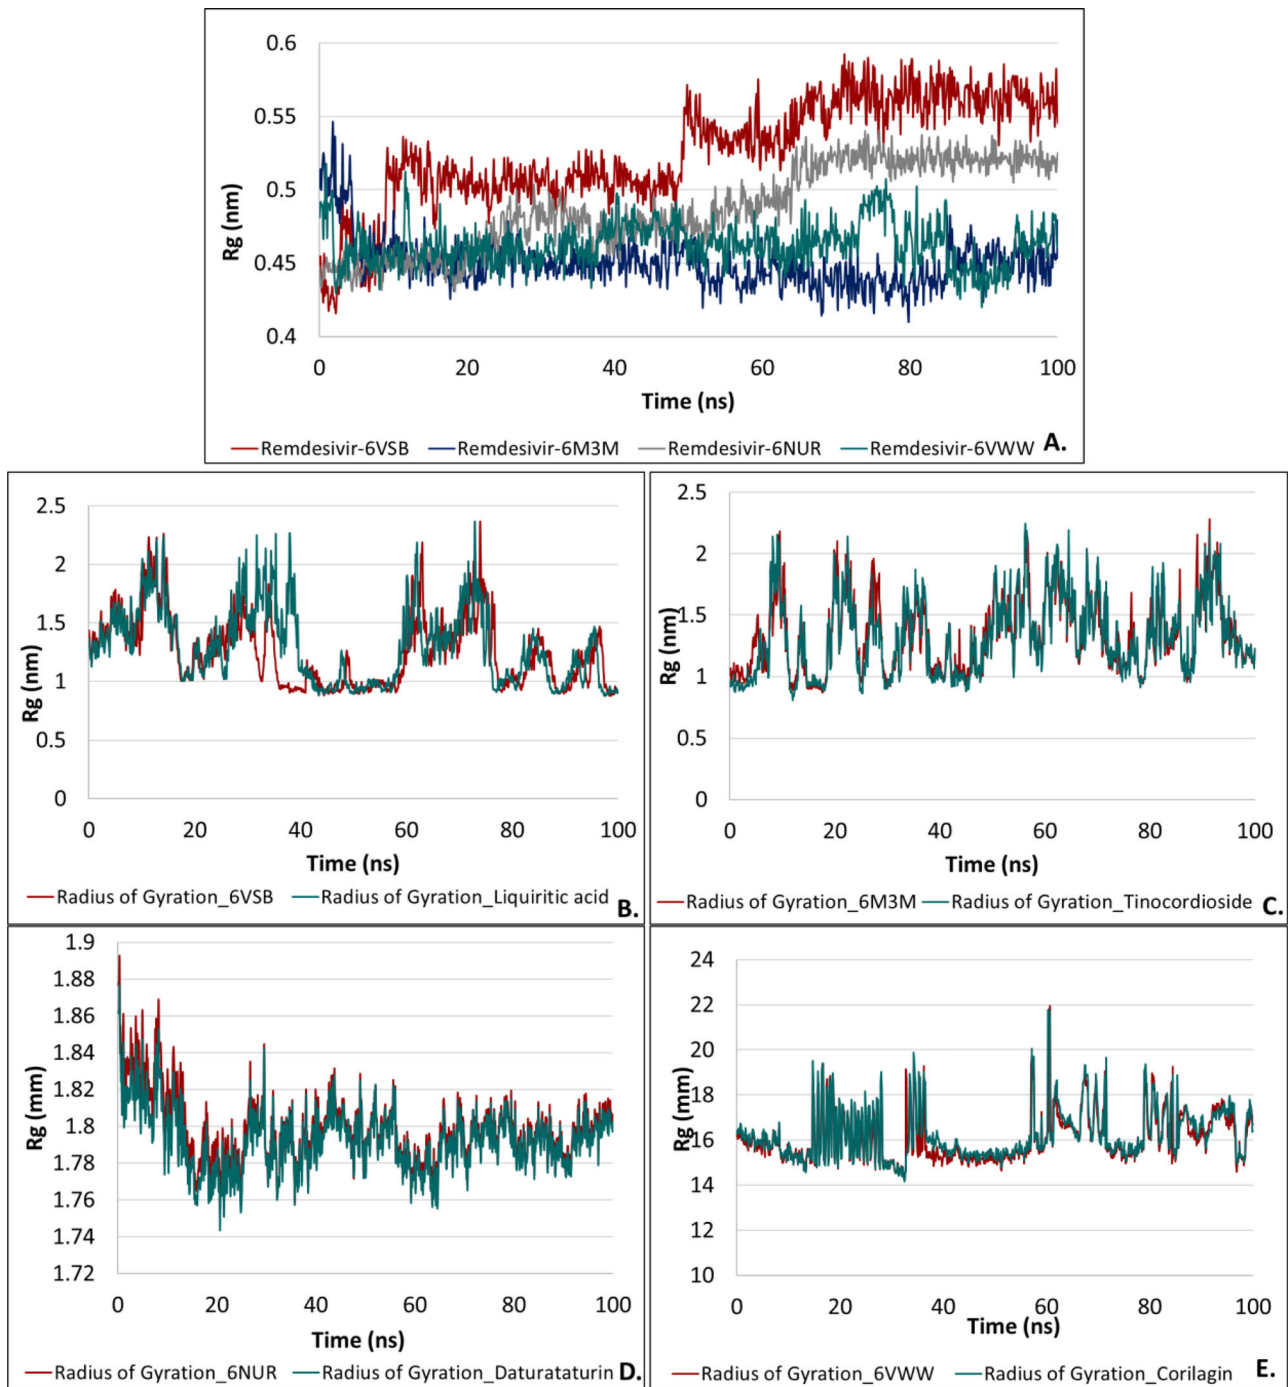 0.6
0.55
0.5
0.45
0.4
Rg (nm)
0 20 40 60 80 100
Time (ns)
Remdesivir-6VSB Remdesivir-6M3M Remdesivir-6NUR Remdesivir-6VWW A.
2.5
2
1.5
1
0.5
0
Rg (nm)
0 20 40 60 80 100
Time (ns)
Radius of Gyration_6VSB Radius of Gyration_Liquiritic acid B.
2.5
2
1.5
1
0.5
0
Rg (nm)
0 20 40 60 80 100
Time (ns)
Radius of Gyration_6M3M Radius of Gyration_Tinocordioside C.
1.9
1.88
1.86
1.84
1.82
1.8
1.78
1.76
1.74
1.72
Rg (mm)
0 20 40 60 80 100
Time (ns)
Radius of Gyration_6NUR Radius of Gyration_Daturataturin D.
24
22
20
18
16
14
12
10
Rg (mm)
0 20 40 60 80 100
Time (ns)
Radius of Gyration_6VWW Radius of Gyration_Corilagin E.